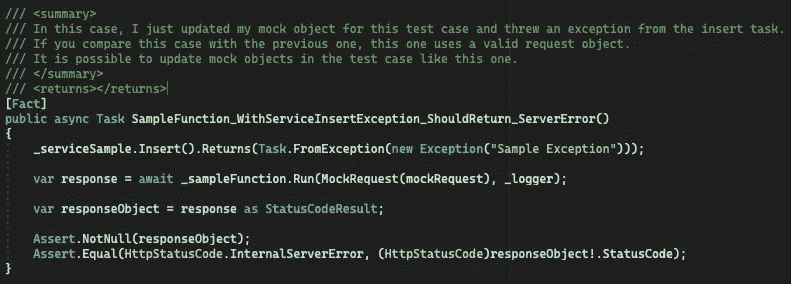 /// <summary>
/// In this case, I just updated my mock object for this test case and threw an exception from the insert task.
/// If you compare this case with the previous one, this one uses a valid request object.
/// It is possible to update mock objects in the test case like this one.
/// </summary>
/// <returns></returns>
[Fact]
public async Task SampleFunction_WithServiceInsertException_ShouldReturn_ServerError()
{
    _serviceSample.Insert().Returns(Task.FromException(new Exception("Sample Exception")));
    var response = await _sampleFunction.Run(MockRequest(mockRequest), _logger);
    var responseObject = response as StatusCodeResult;
    Assert.NotNull(responseObject);
    Assert.Equal(HttpStatusCode.InternalServerError, (HttpStatusCode)responseObject!.StatusCode);
}